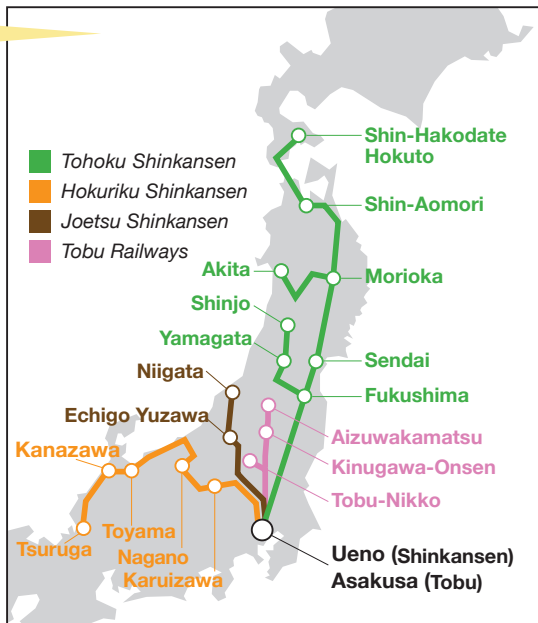 Shin-Hakodate
Hokuto
Tohoku Shinkansen
Hokuriku Shinkansen
Joetsu Shinkansen
Tobu Railways
Shin-Aomori
Akita
Morioka
Shinjo
Yamagata
Sendai
Niigata
Fukushima
Echigo Yuzawa
Aizuwakamatsu
Kanazawa
Kinugawa-Onsen
Tobu-Nikko
Toyama
Tsuruga
Nagano
Karuizawa
Ueno (Shinkansen)
Asakusa (Tobu)